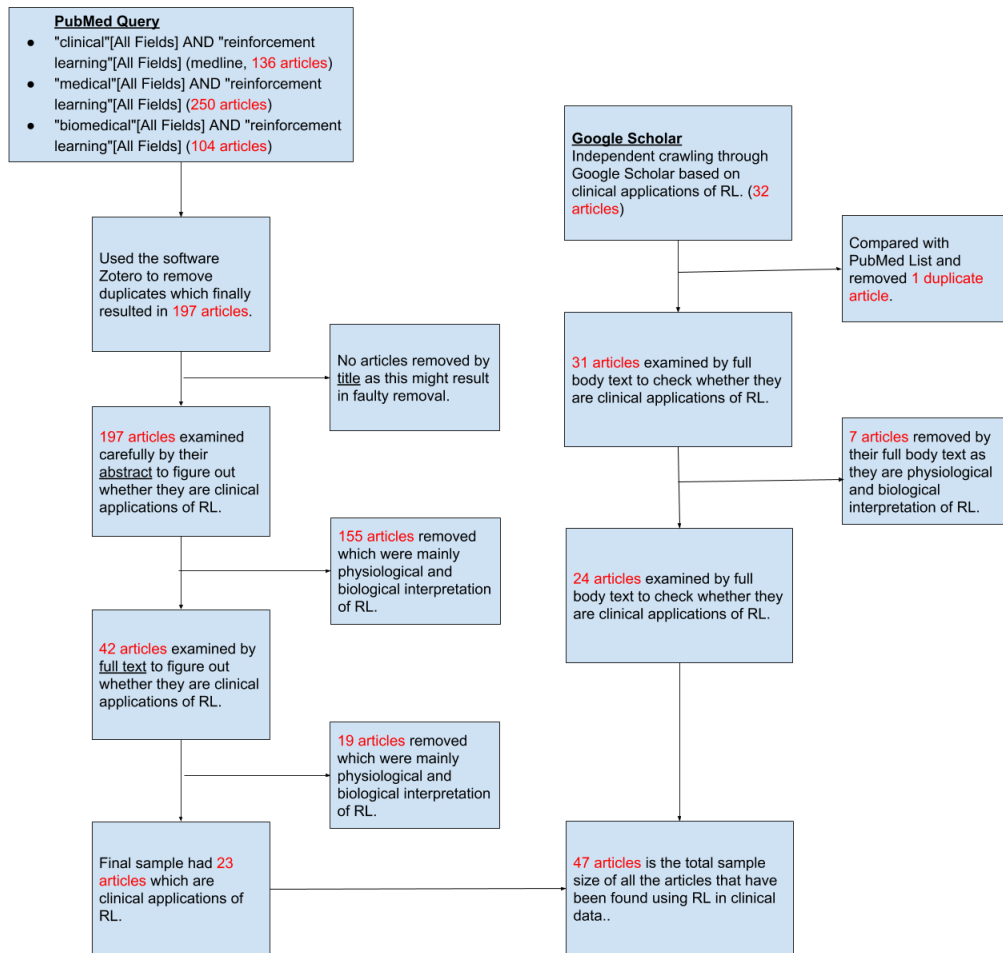 PubMed Query
● "clinical"[All Fields] AND "reinforcement
learning"[All Fields] (medline, 136 articles)
● "medical"[All Fields] AND "reinforcement
learning"[All Fields] (250 articles)
● "biomedical"[All Fields] AND "reinforcement
learning"[All Fields] (104 articles)
Used the software
Zotero to remove
duplicates which finally
resulted in 197 articles.
No articles removed by
title as this might result
in faulty removal.
197 articles examined
carefully by their
abstract to figure out
whether they are clinical
applications of RL.
155 articles removed
which were mainly
physiological and
biological interpretation
of RL.
42 articles examined by
full text to figure out
whether they are clinical
applications of RL.
19 articles removed
which were mainly
physiological and
biological interpretation
of RL.
Final sample had 23
articles which are
clinical applications of
RL.
Google Scholar
Independent crawling through
Google Scholar based on
clinical applications of RL. (32
articles)
Compared with
PubMed List and
removed 1 duplicate
article.
31 articles examined by full
body text to check whether they
are clinical applications of RL.
7 articles removed by
their full body text as
they are physiological
and biological
interpretation of RL.
24 articles examined by full
body text to check whether they
are clinical applications of RL.
47 articles is the total sample
size of all the articles that have
been found using RL in clinical
data..